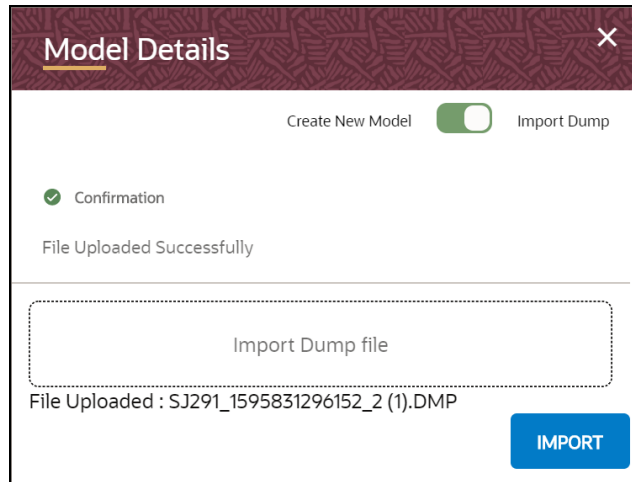 Model Details
Create New Model Import Dump
Confirmation
File Uploaded Successfully
Import Dump file
File Uploaded : SJ291_1595831296152_2 (1).DMP
IMPORT